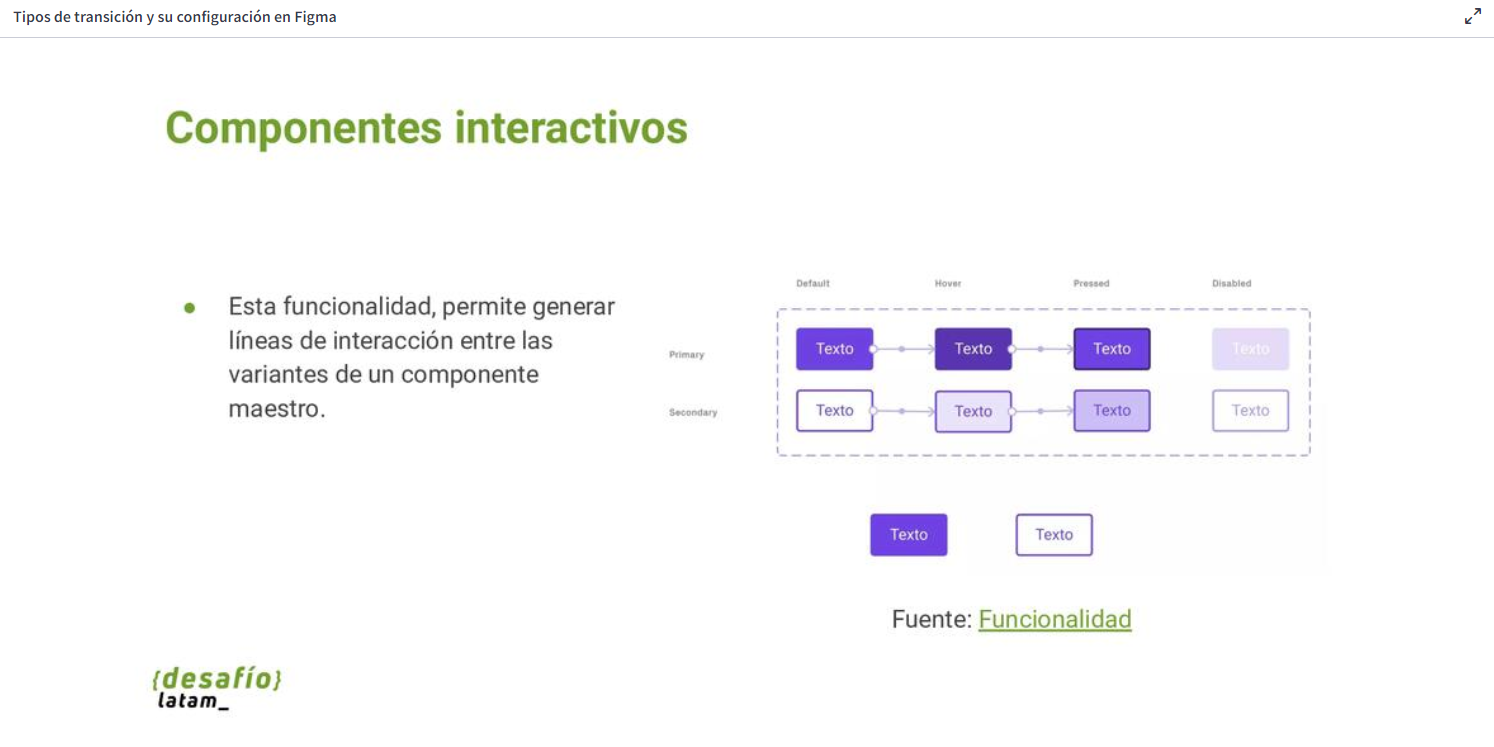 Tipos de transición y su configuración en Figma
Componentes interactivos
Esta funcionalidad, permite generar
líneas de interacción entre las
variantes de un componente
maestro.
Default Hover Pressed Disabled
Primary Texto Texto Texto Texto
Secondary Texto Texto Texto Texto
Texto Texto
Fuente: Funcionalidad
{desafío}
latam_